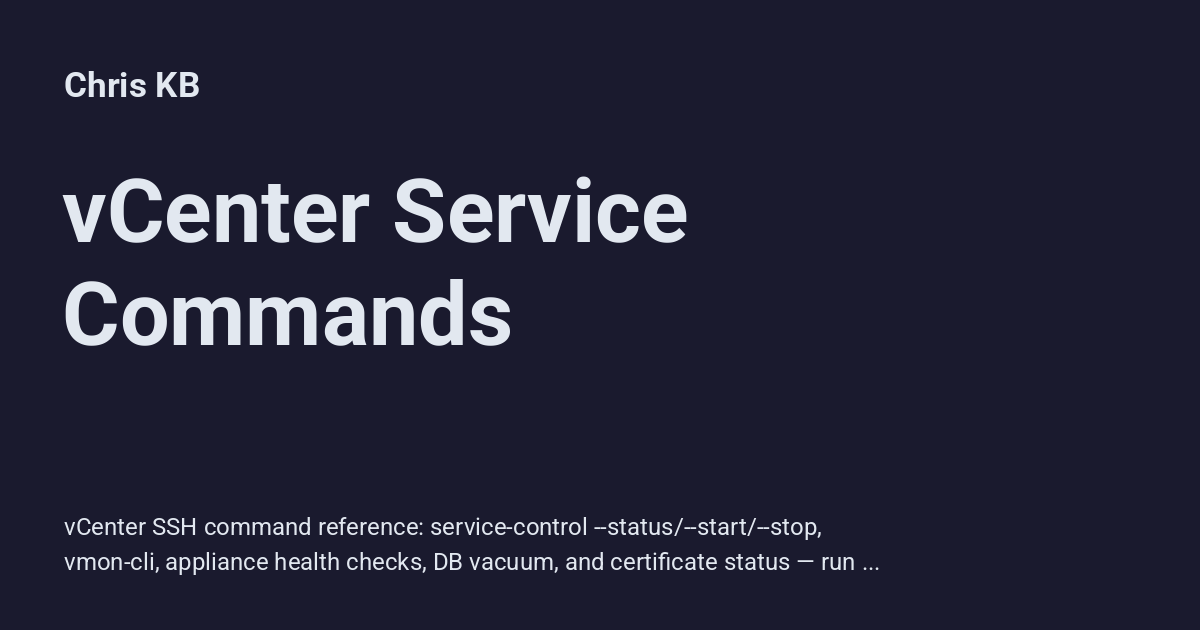 Chris KB
vCenter Service
Commands
vCenter SSH command reference: service-control --status/--start/--stop,
vmon-cli, appliance health checks, DB vacuum, and certificate status — run ...